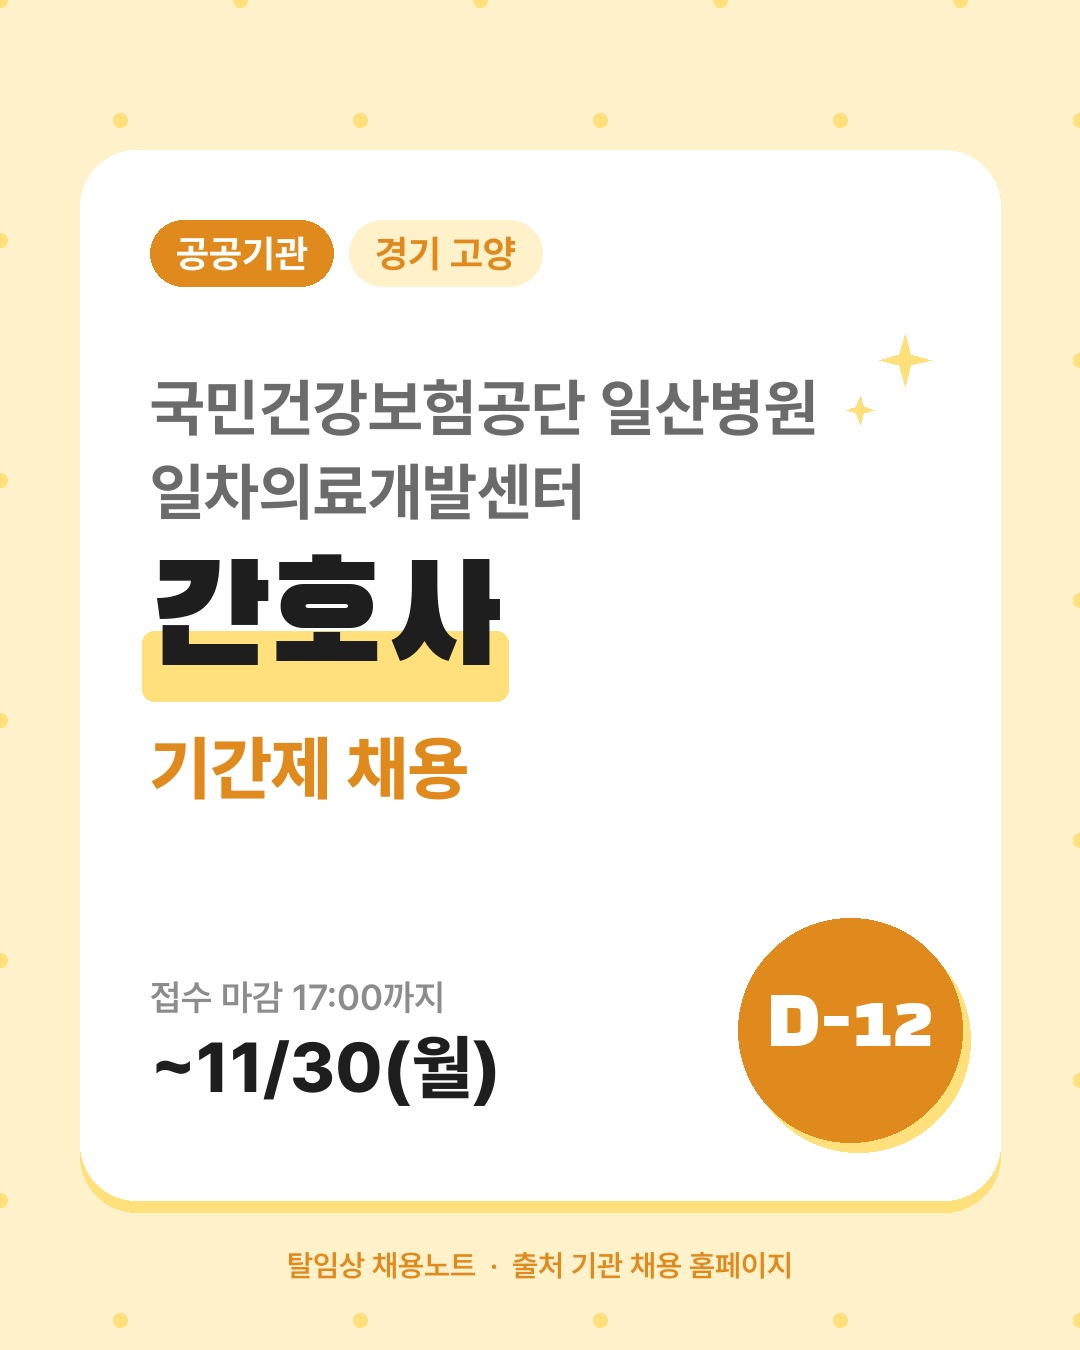 공공기관 경기 고양
국민건강보험공단 일산병원
일차의료개발센터
간호사
기간제 채용
접수 마감 17:00까지
~11/30(월)
D-12
탈임상 채용노트 · 출처 기관 채용 홈페이지